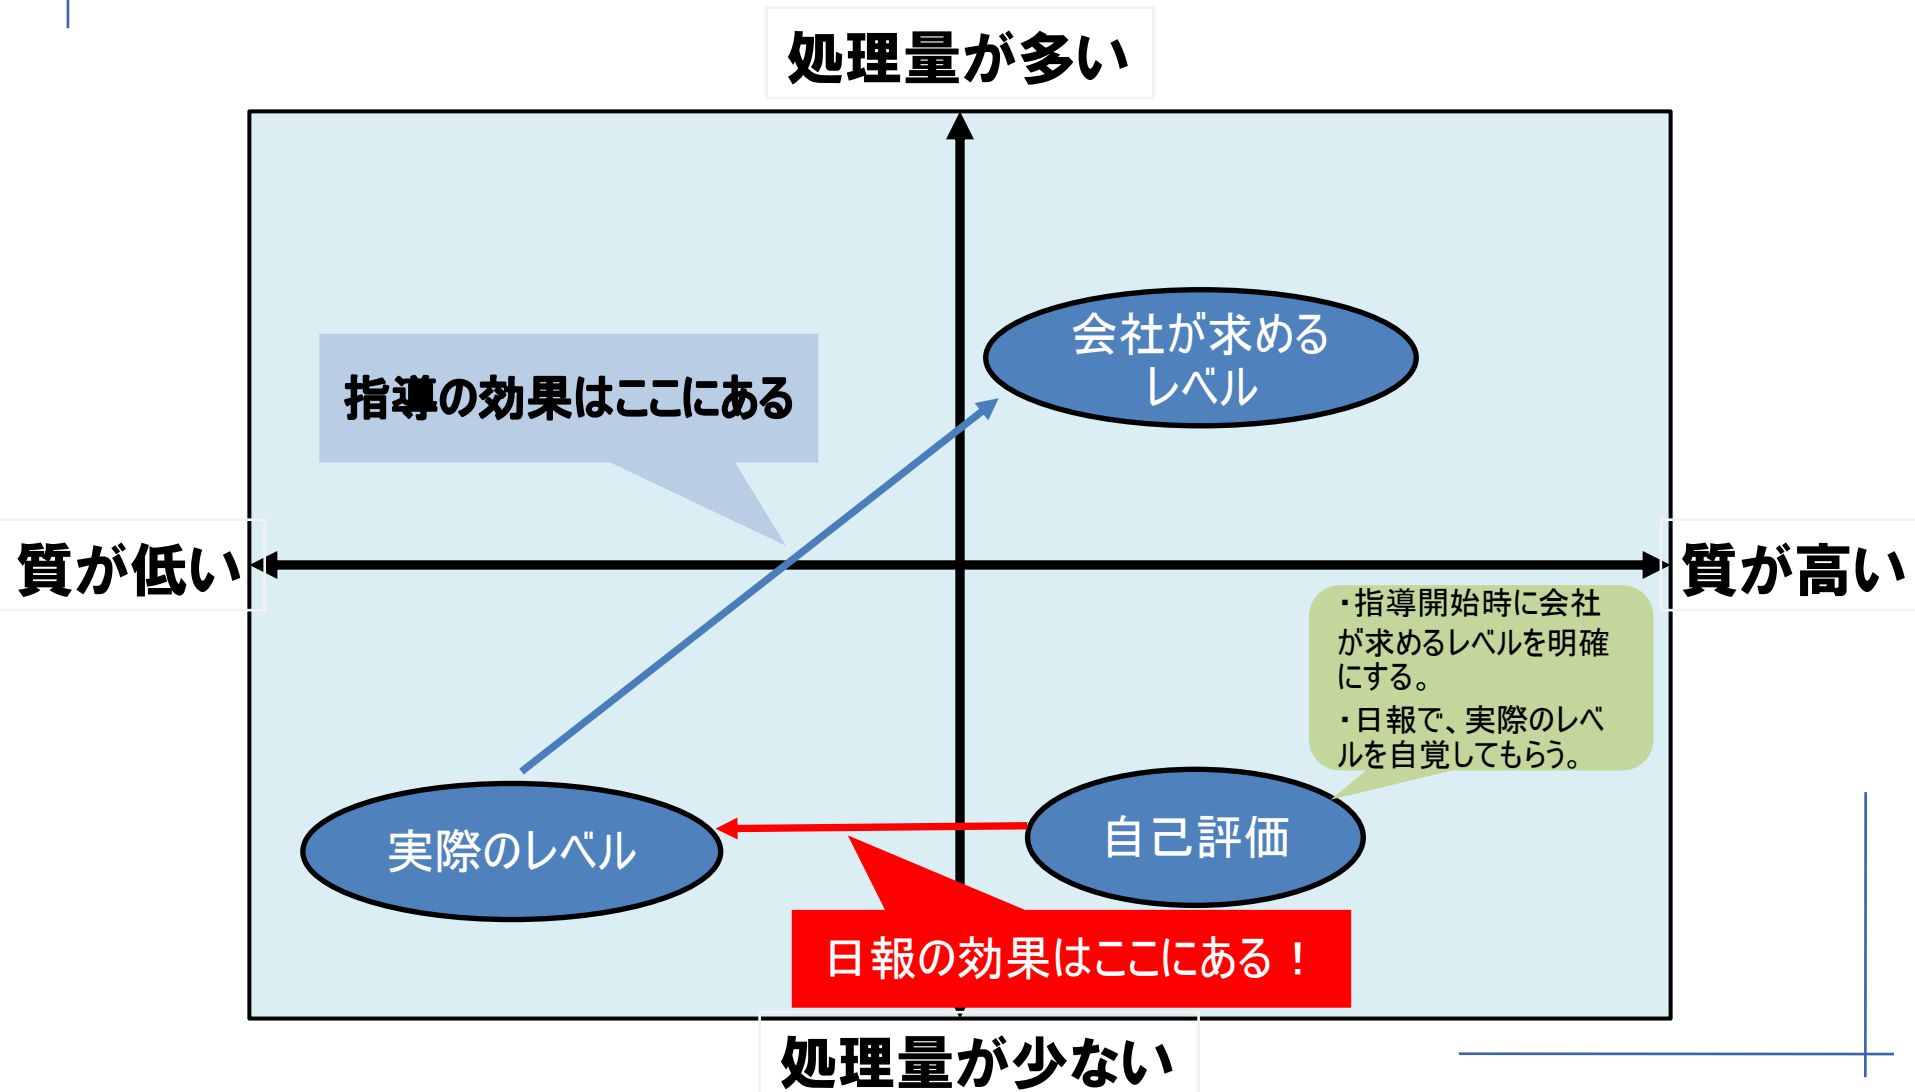 処理量が多い
会社が求める
レベル
指導の効果はここにある
質が低い
質が高い
・指導開始時に会社
が求めるレベルを明確
にする。
・日報で、実際のレベ
ルを自覚してもらう。
実際のレベル
自己評価
日報の効果はここにある！
処理量が少ない